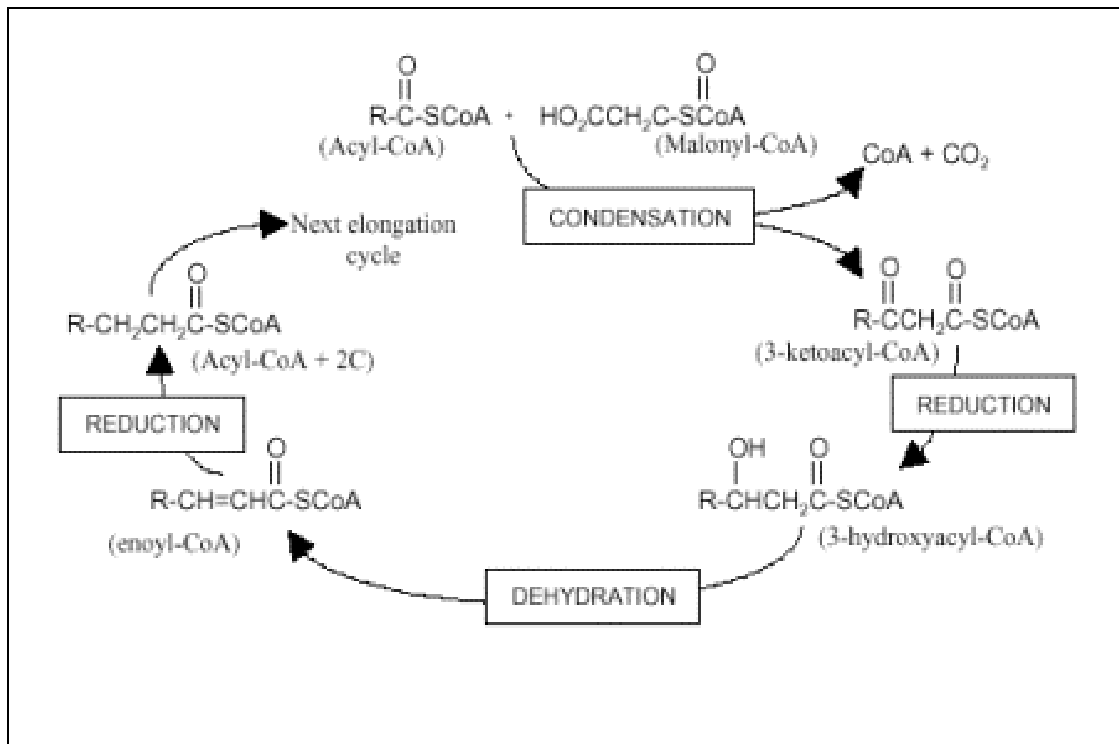 O O
R-C-SCoA + HO₂CCH₂C-SCoA
(Acyl-CoA) (Malonyl-CoA)
CoA + CO₂
CONDENSATION
Next elongation
cycle
O O
R-CCH₂C-SCoA
(3-ketoacyl-CoA)
REDUCTION
OH O
R-CHCH₂C-SCoA
(3-hydroxyacyl-CoA)
DEHYDRATION
O
R-CH=CHC-SCoA
(enoyl-CoA)
REDUCTION
O
R-CH₂CH₂C-SCoA
(Acyl-CoA + 2C)